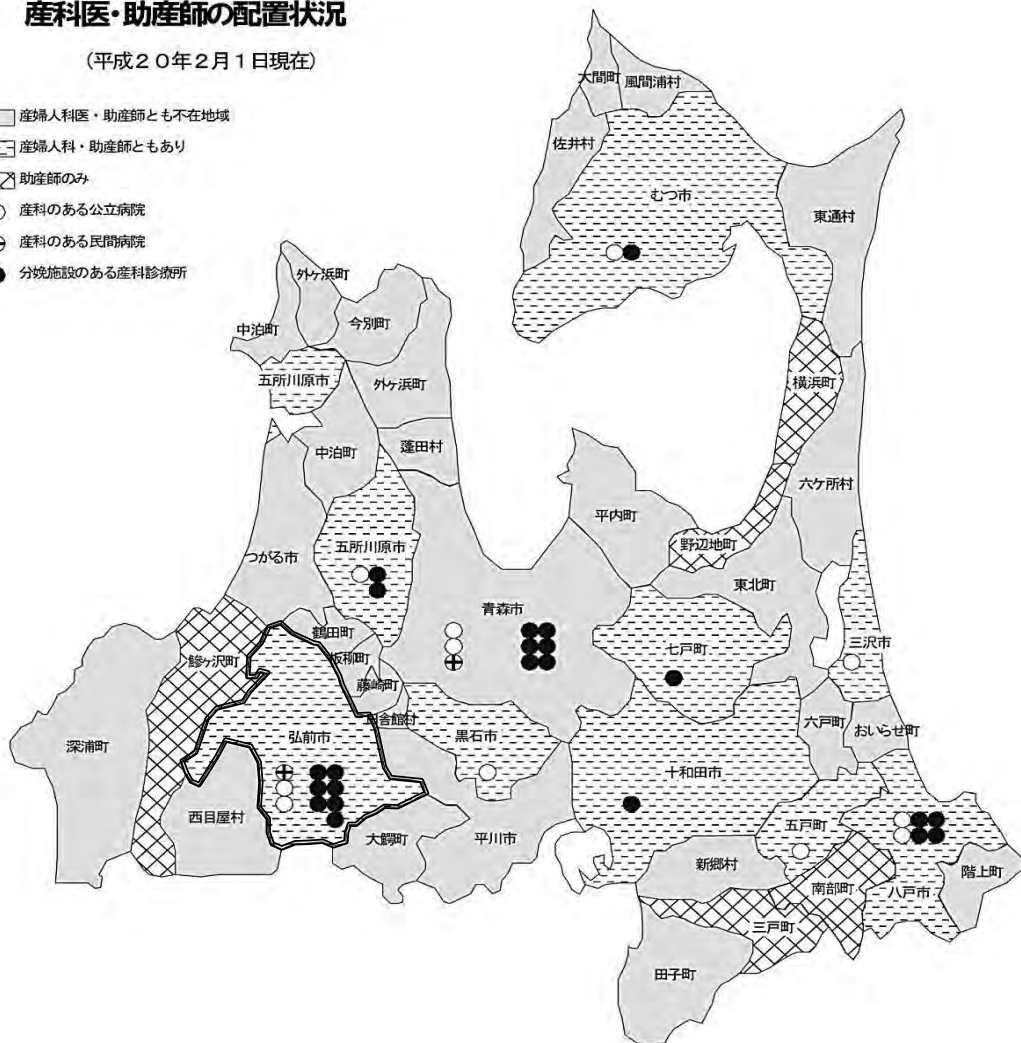 産科医・助産師の配置状況
（平成２０年２月１日現在）
産婦人科医・助産師とも不在地域
産婦人科・助産師ともあり
助産師のみ
産科のある公立病院
産科のある民間病院
分娩施設のある産科診療所
大間町
風間浦村
佐井村
むつ市
東通村
外ヶ浜町
今別町
中泊町
五所川原市
外ヶ浜町
横浜町
中泊町
蓬田村
六ケ所村
平内町
野辺地町
五所川原市
つがる市
東北町
青森市
鶴田町
七戸町
三沢市
板柳町
鰺ヶ沢町
藤崎町
田舎館村
六戸町
おいらせ町
深浦町
弘前市
黒石市
十和田市
西目屋村
大鰐町
平川市
五戸町
新郷村
階上町
南部町
八戸市
三戸町
田子町